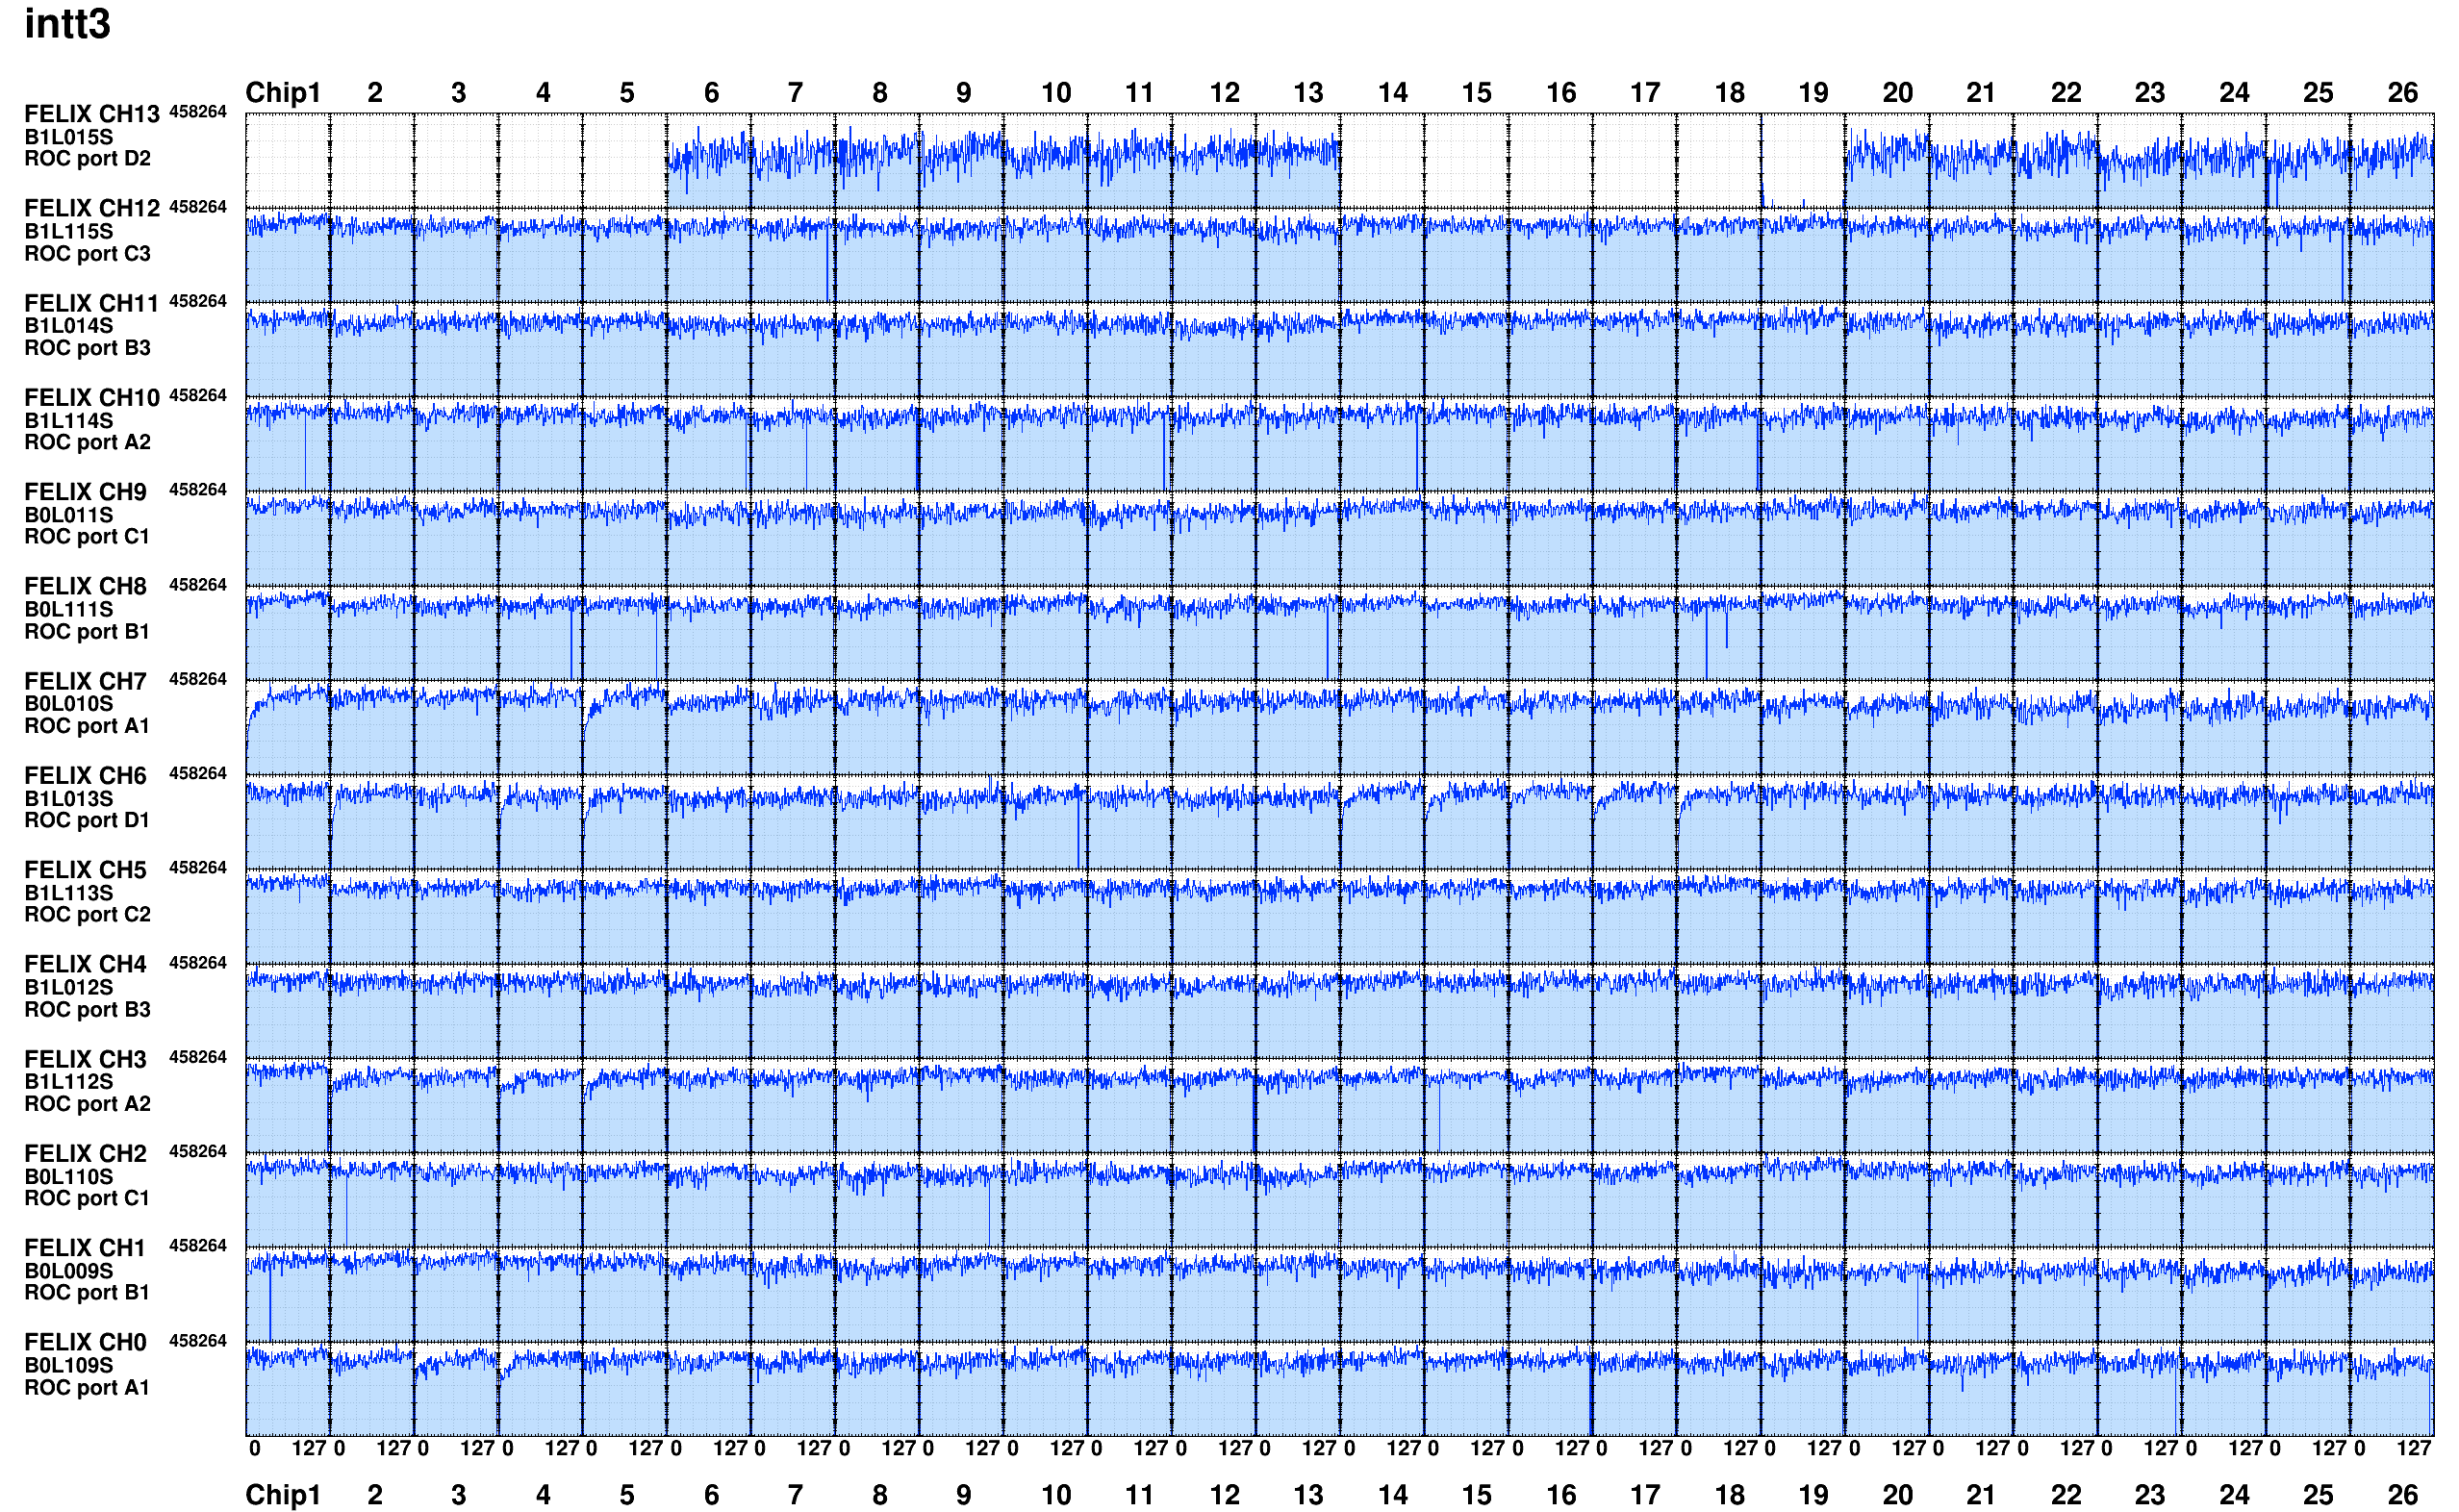 intt3
Chip1 2 3 4 5 6 7 8 9 10 11 12 13 14 15 16 17 18 19 20 21 22 23 24 25 26
FELIX CH13 458264
B1L015S
ROC port D2
FELIX CH12 458264
B1L115S
ROC port C3
FELIX CH11 458264
B1L014S
ROC port B3
FELIX CH10 458264
B1L114S
ROC port A2
FELIX CH9 458264
B0L011S
ROC port C1
FELIX CH8 458264
B0L111S
ROC port B1
FELIX CH7 458264
B0L010S
ROC port A1
FELIX CH6 458264
B1L013S
ROC port D1
FELIX CH5 458264
B1L113S
ROC port C2
FELIX CH4 458264
B1L012S
ROC port B3
FELIX CH3 458264
B1L112S
ROC port A2
FELIX CH2 458264
B0L110S
ROC port C1
FELIX CH1 458264
B0L009S
ROC port B1
FELIX CH0 458264
B0L109S
ROC port A1
0 127 0 127 0 127 0 127 0 127 0 127 0 127 0 127 0 127 0 127 0 127 0 127 0 127 0 127 0 127 0 127 0 127 0 127 0 127 0 127 0 127 0 127 0 127 0 127 0 127 0 127
Chip1 2 3 4 5 6 7 8 9 10 11 12 13 14 15 16 17 18 19 20 21 22 23 24 25 26